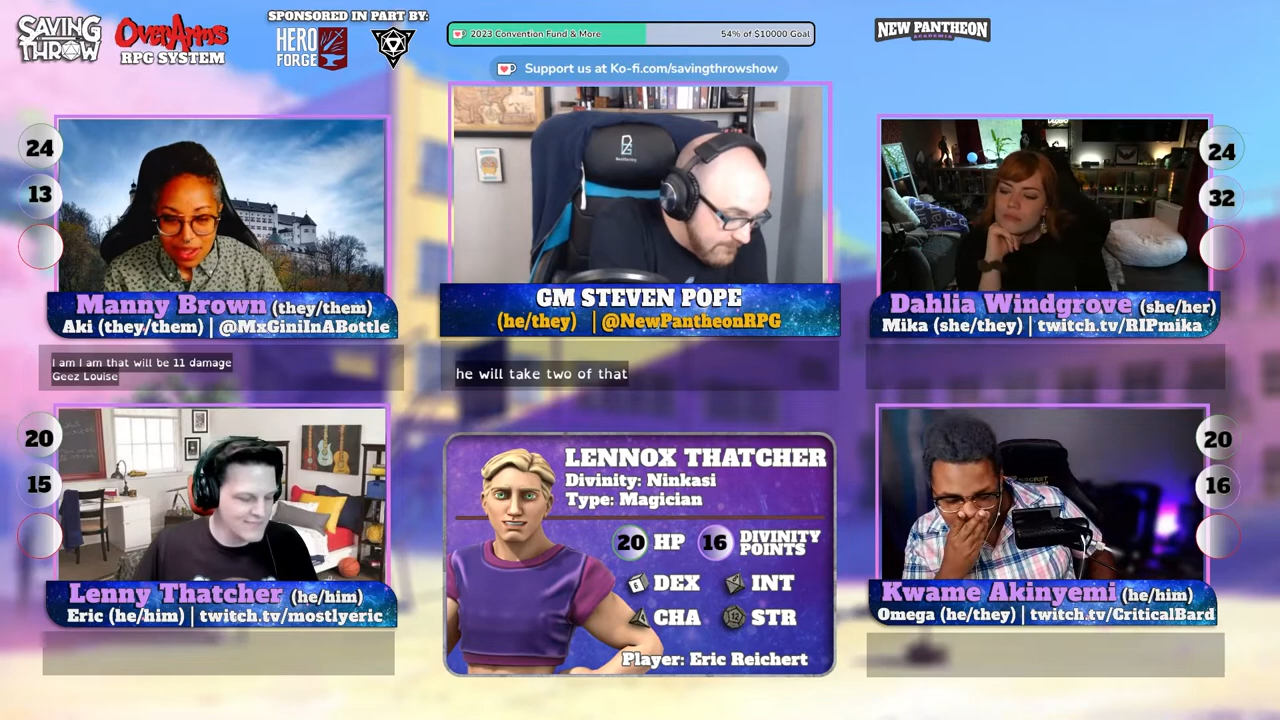 SAVING THROW
OVERARMS
RPG SYSTEM
SPONSORED IN PART BY:
HERO FORGE
2023 Convention Fund & More
54% of $10000 Goal
Support us at Ko-fi.com/savingthrowshow
NEW PANTHEON
ACADEMIA
24
13
24
32
Manny Brown (they/them)
Aki (they/them) | @MxGiniInABottle
GM STEVEN POPE
(he/they) | @NewPantheonRPG
Dahlia Windgrove (she/her)
Mika (she/they) | twitch.tv/RIPmika
I am I am that will be 11 damage
Geez Louise
he will take two of that
20
15
LENNOX THATCHER
Divinity: Ninkasi
Type: Magician
20 HP 16 DIVINITY POINTS
DEX INT
CHA 12 STR
Player: Eric Reichert
20
16
Lenny Thatcher (he/him)
Eric (he/him) | twitch.tv/mostlyeric
Kwame Akinyemi (he/him)
Omega (he/they) | twitch.tv/CriticalBard